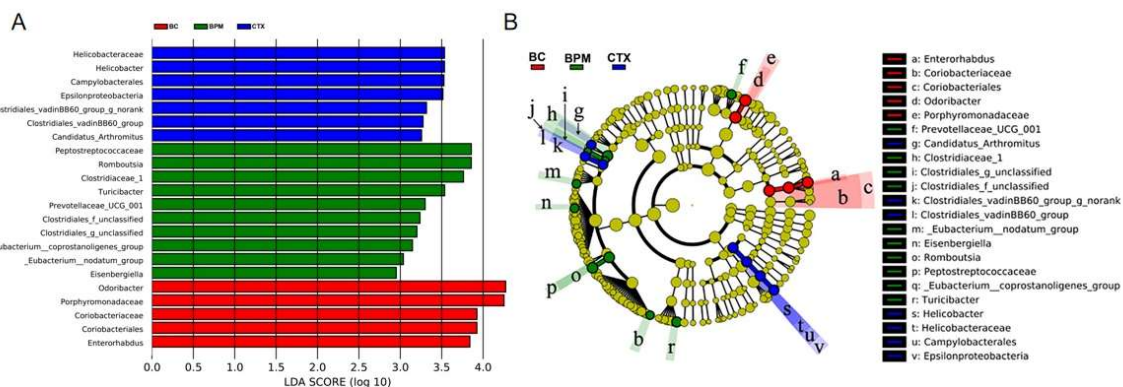 A
BC BPM CTX
Helicobacteraceae
Helicobacter
Campylobacterales
Epsilonproteobacteria
lostridiales_vadinBB60_group_g_norank
Clostridiales_vadinBB60_group
Candidatus_Arthromitus
Peptostreptococcaceae
Romboutsia
Clostridiaceae_1
Turicibacter
Prevotellaceae_UCG_001
Clostridiales_f_unclassified
Clostridiales_g_unclassified
ubacterium__coprostanoligenes_group
_Eubacterium__nodatum_group
Eisenbergiella
Odoribacter
Porphyromonadaceae
Coriobacteriaceae
Coriobacteriales
Enterorhabdus
0.0 0.5 1.0 1.5 2.0 2.5 3.0 3.5 4.0
LDA SCORE (log 10)
B
BC BPM CTX
f
d
e
a
b
c
j
i
h
g
l
k
m
n
o
p
b
r
s
t
u
v
a: Enterorhabdus
b: Coriobacteriaceae
c: Coriobacteriales
d: Odoribacter
e: Porphyromonadaceae
f: Prevotellaceae_UCG_001
g: Candidatus_Arthromitus
h: Clostridiaceae_1
i: Clostridiales_g_unclassified
j: Clostridiales_f_unclassified
k: Clostridiales_vadinBB60_group_g_norank
l: Clostridiales_vadinBB60_group
m: _Eubacterium__nodatum_group
n: Eisenbergiella
o: Romboutsia
p: Peptostreptococcaceae
q: _Eubacterium__coprostanoligenes_group
r: Turicibacter
s: Helicobacter
t: Helicobacteraceae
u: Campylobacterales
v: Epsilonproteobacteria